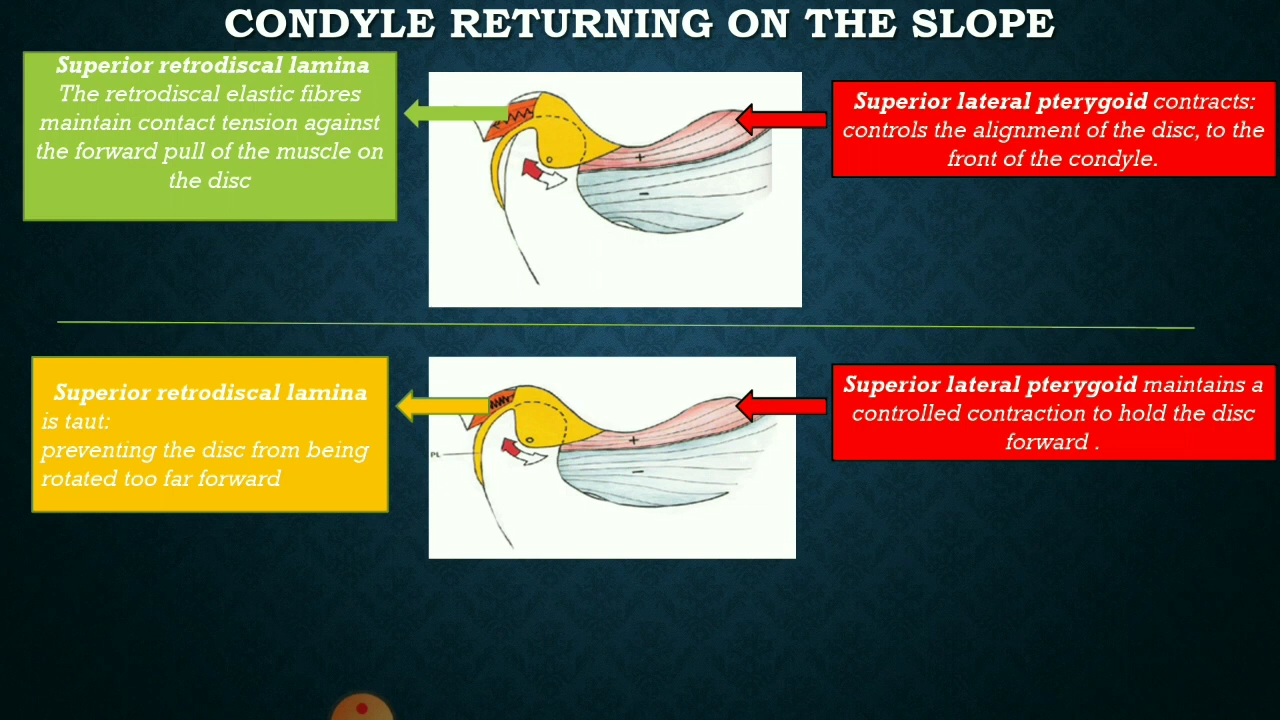 CONDYLE RETURNING ON THE SLOPE
Superior retrodiscal lamina
The retrodiscal elastic fibres
maintain contact tension against
the forward pull of the muscle on
the disc
Superior lateral pterygoid contracts:
controls the alignment of the disc, to the
front of the condyle.
+
–
Superior retrodiscal lamina
is taut:
preventing the disc from being
rotated too far forward
PL
+
–
Superior lateral pterygoid maintains a
controlled contraction to hold the disc
forward .